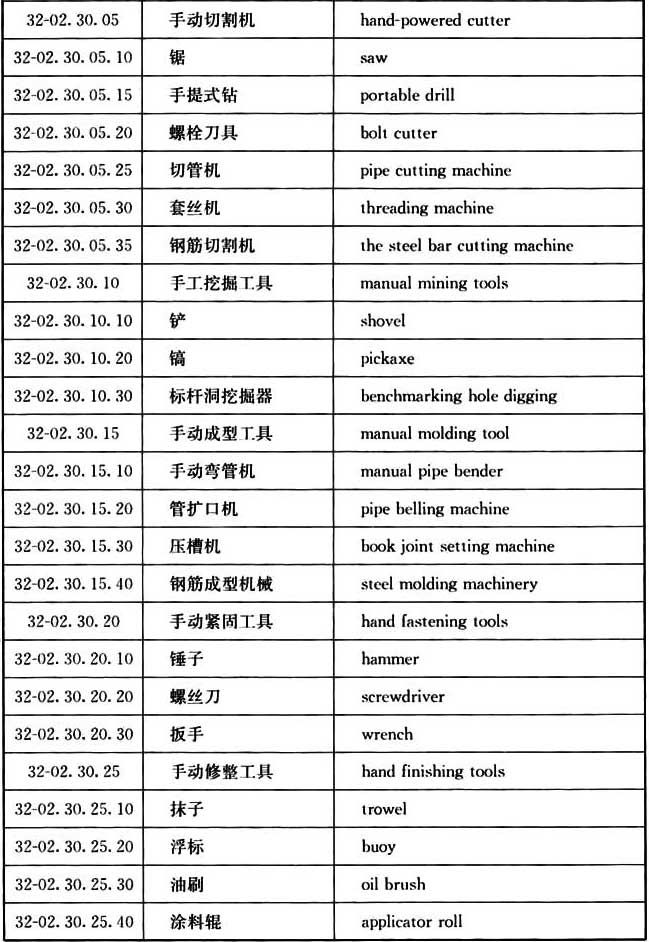 32-02.30.05 手动切割机 hand-powered cutter
32-02.30.05.10 锯 saw
32-02.30.05.15 手提式钻 portable drill
32-02.30.05.20 螺栓刀具 bolt cutter
32-02.30.05.25 切管机 pipe cutting machine
32-02.30.05.30 套丝机 threading machine
32-02.30.05.35 钢筋切割机 the steel bar cutting machine
32-02.30.10 手工挖掘工具 manual mining tools
32-02.30.10.10 铲 shovel
32-02.30.10.20 镐 pickaxe
32-02.30.10.30 标杆洞挖掘器 benchmarking hole digging
32-02.30.15 手动成型工具 manual molding tool
32-02.30.15.10 手动弯管机 manual pipe bender
32-02.30.15.20 管扩口机 pipe belling machine
32-02.30.15.30 压槽机 book joint setting machine
32-02.30.15.40 钢筋成型机械 steel molding machinery
32-02.30.20 手动紧固工具 hand fastening tools
32-02.30.20.10 锤子 hammer
32-02.30.20.20 螺丝刀 screwdriver
32-02.30.20.30 扳手 wrench
32-02.30.25 手动修整工具 hand finishing tools
32-02.30.25.10 抹子 trowel
32-02.30.25.20 浮标 buoy
32-02.30.25.30 油刷 oil brush
32-02.30.25.40 涂料辊 applicator roll